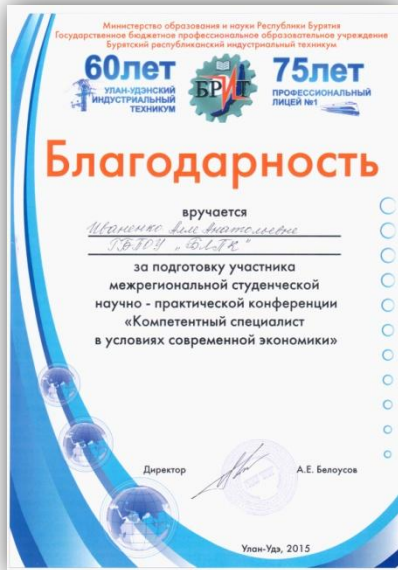 Министерство образования и науки Республики Бурятия
Государственное бюджетное профессиональное образовательное учреждение
Бурятский республиканский индустриальный техникум
60лет
УЛАН-УДЭНСКИЙ
ИНДУСТРИАЛЬНЫЙ
ТЕХНИКУМ
БРИТ
75лет
ПРОФЕССИОНАЛЬНЫЙ
ЛИЦЕЙ №1
Благодарность
вручается
Иваненко Алле Анатольевне
ГБПОУ "БЛПК"
за подготовку участника
межрегиональной студенческой
научно - практической конференции
«Компетентный специалист
в условиях современной экономики»
Директор
А.Е. Белоусов
Улан-Удэ, 2015